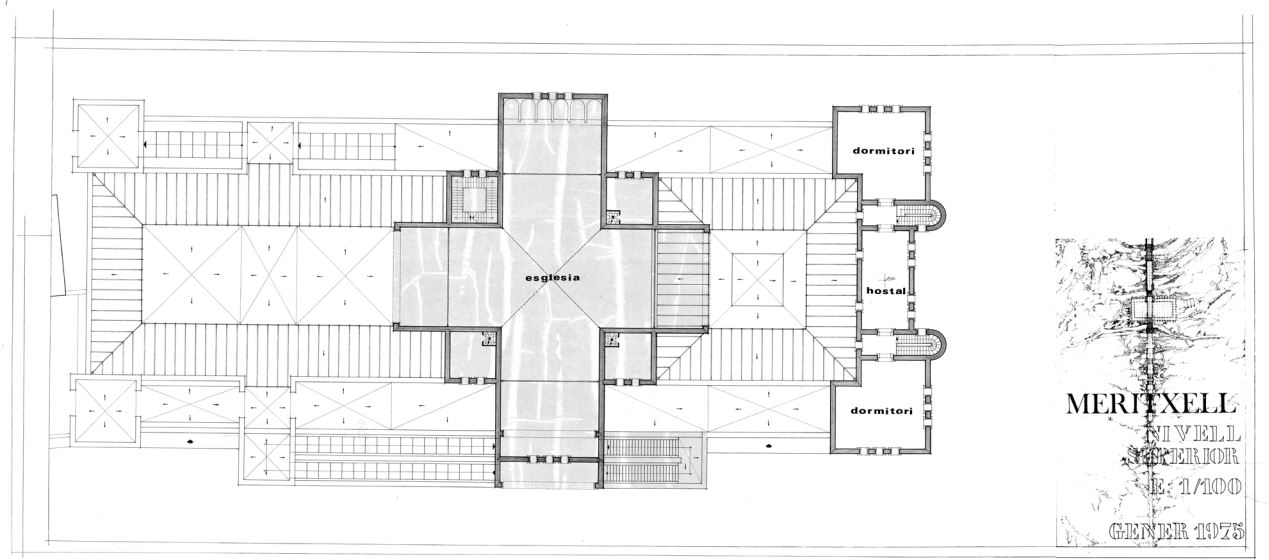 dormitori
esglesia
hostal
dormitori
MERITXELL
NIVELL
SUPERIOR
E: 1/100
GENER 1975